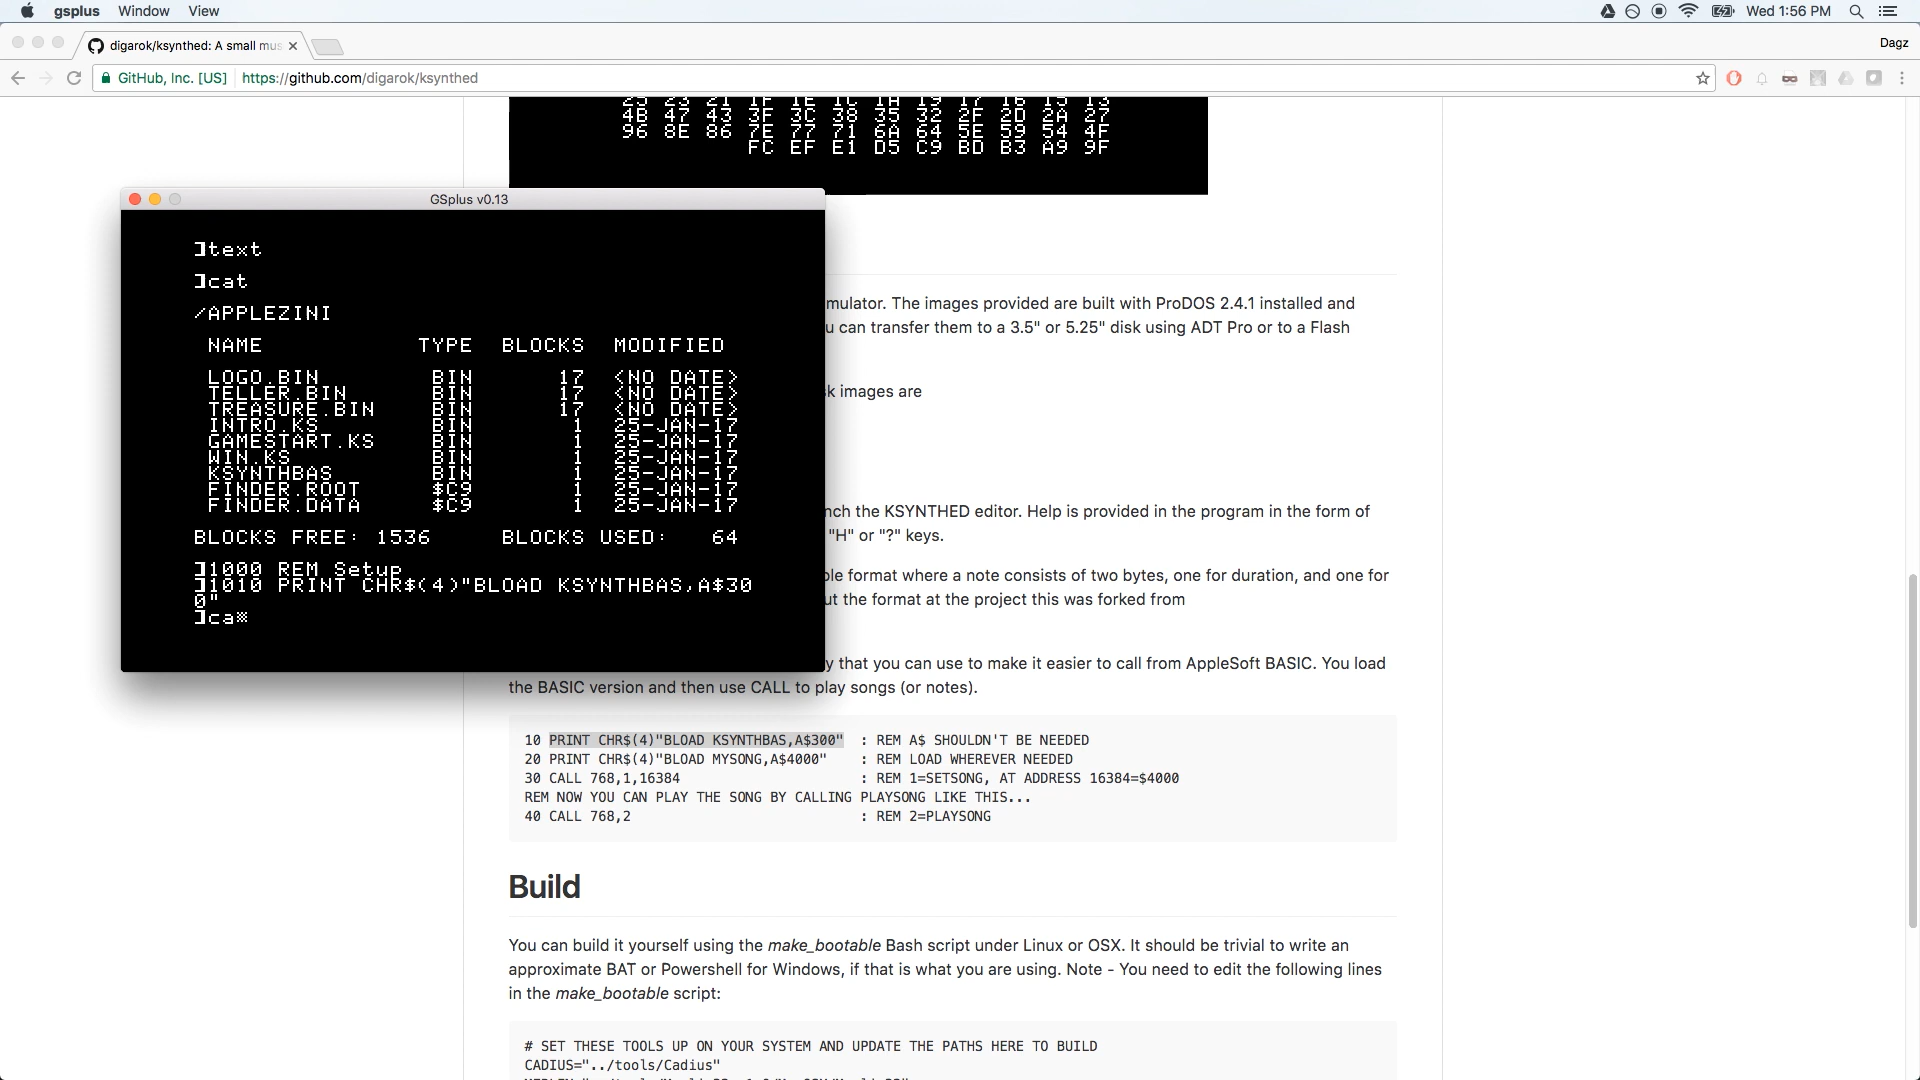 gsplus Window View Wed 1:56 PM
digarok/ksynthed: A small mus
Dagz
GitHub, Inc. [US] https://github.com/digarok/ksynthed
25 23 21 1F 1E 1C 1A 19 17 16 15 13
4B 47 43 3F 3C 38 35 32 2F 2D 2A 27
96 8E 86 7E 77 71 6A 64 5E 59 54 4F
FC EF E1 D5 C9 BD B3 A9 9F
GSplus v0.13
]text
]cat
/APPLEZINI
NAME TYPE BLOCKS MODIFIED
LOGO.BIN BIN 17 <NO DATE>
TELLER.BIN BIN 17 <NO DATE>
TREASURE.BIN BIN 17 <NO DATE>
INTRO.KS BIN 1 25-JAN-17
GAMESTART.KS BIN 1 25-JAN-17
WIN.KS BIN 1 25-JAN-17
KSYNTHBAS BIN 1 25-JAN-17
FINDER.ROOT $C9 1 25-JAN-17
FINDER.DATA $C9 1 25-JAN-17
BLOCKS FREE: 1536 BLOCKS USED: 64
]1000 REM Setup
]1010 PRINT CHR$(4)"BLOAD KSYNTHBAS,A$30
0"
]ca
mulator. The images provided are built with ProDOS 2.4.1 installed and
u can transfer them to a 3.5" or 5.25" disk using ADT Pro or to a Flash
sk images are
nch the KSYNTHED editor. Help is provided in the program in the form of
"H" or "?" keys.
ple format where a note consists of two bytes, one for duration, and one for
ut the format at the project this was forked from
y that you can use to make it easier to call from AppleSoft BASIC. You load
the BASIC version and then use CALL to play songs (or notes).
10 PRINT CHR$(4)"BLOAD KSYNTHBAS,A$300" : REM A$ SHOULDN'T BE NEEDED
20 PRINT CHR$(4)"BLOAD MYSONG,A$4000" : REM LOAD WHEREVER NEEDED
30 CALL 768,1,16384 : REM 1=SETSONG, AT ADDRESS 16384=$4000
REM NOW YOU CAN PLAY THE SONG BY CALLING PLAYSONG LIKE THIS...
40 CALL 768,2 : REM 2=PLAYSONG
Build
You can build it yourself using the make_bootable Bash script under Linux or OSX. It should be trivial to write an
approximate BAT or Powershell for Windows, if that is what you are using. Note - You need to edit the following lines
in the make_bootable script:
# SET THESE TOOLS UP ON YOUR SYSTEM AND UPDATE THE PATHS HERE TO BUILD
CADIUS="../tools/Cadius"